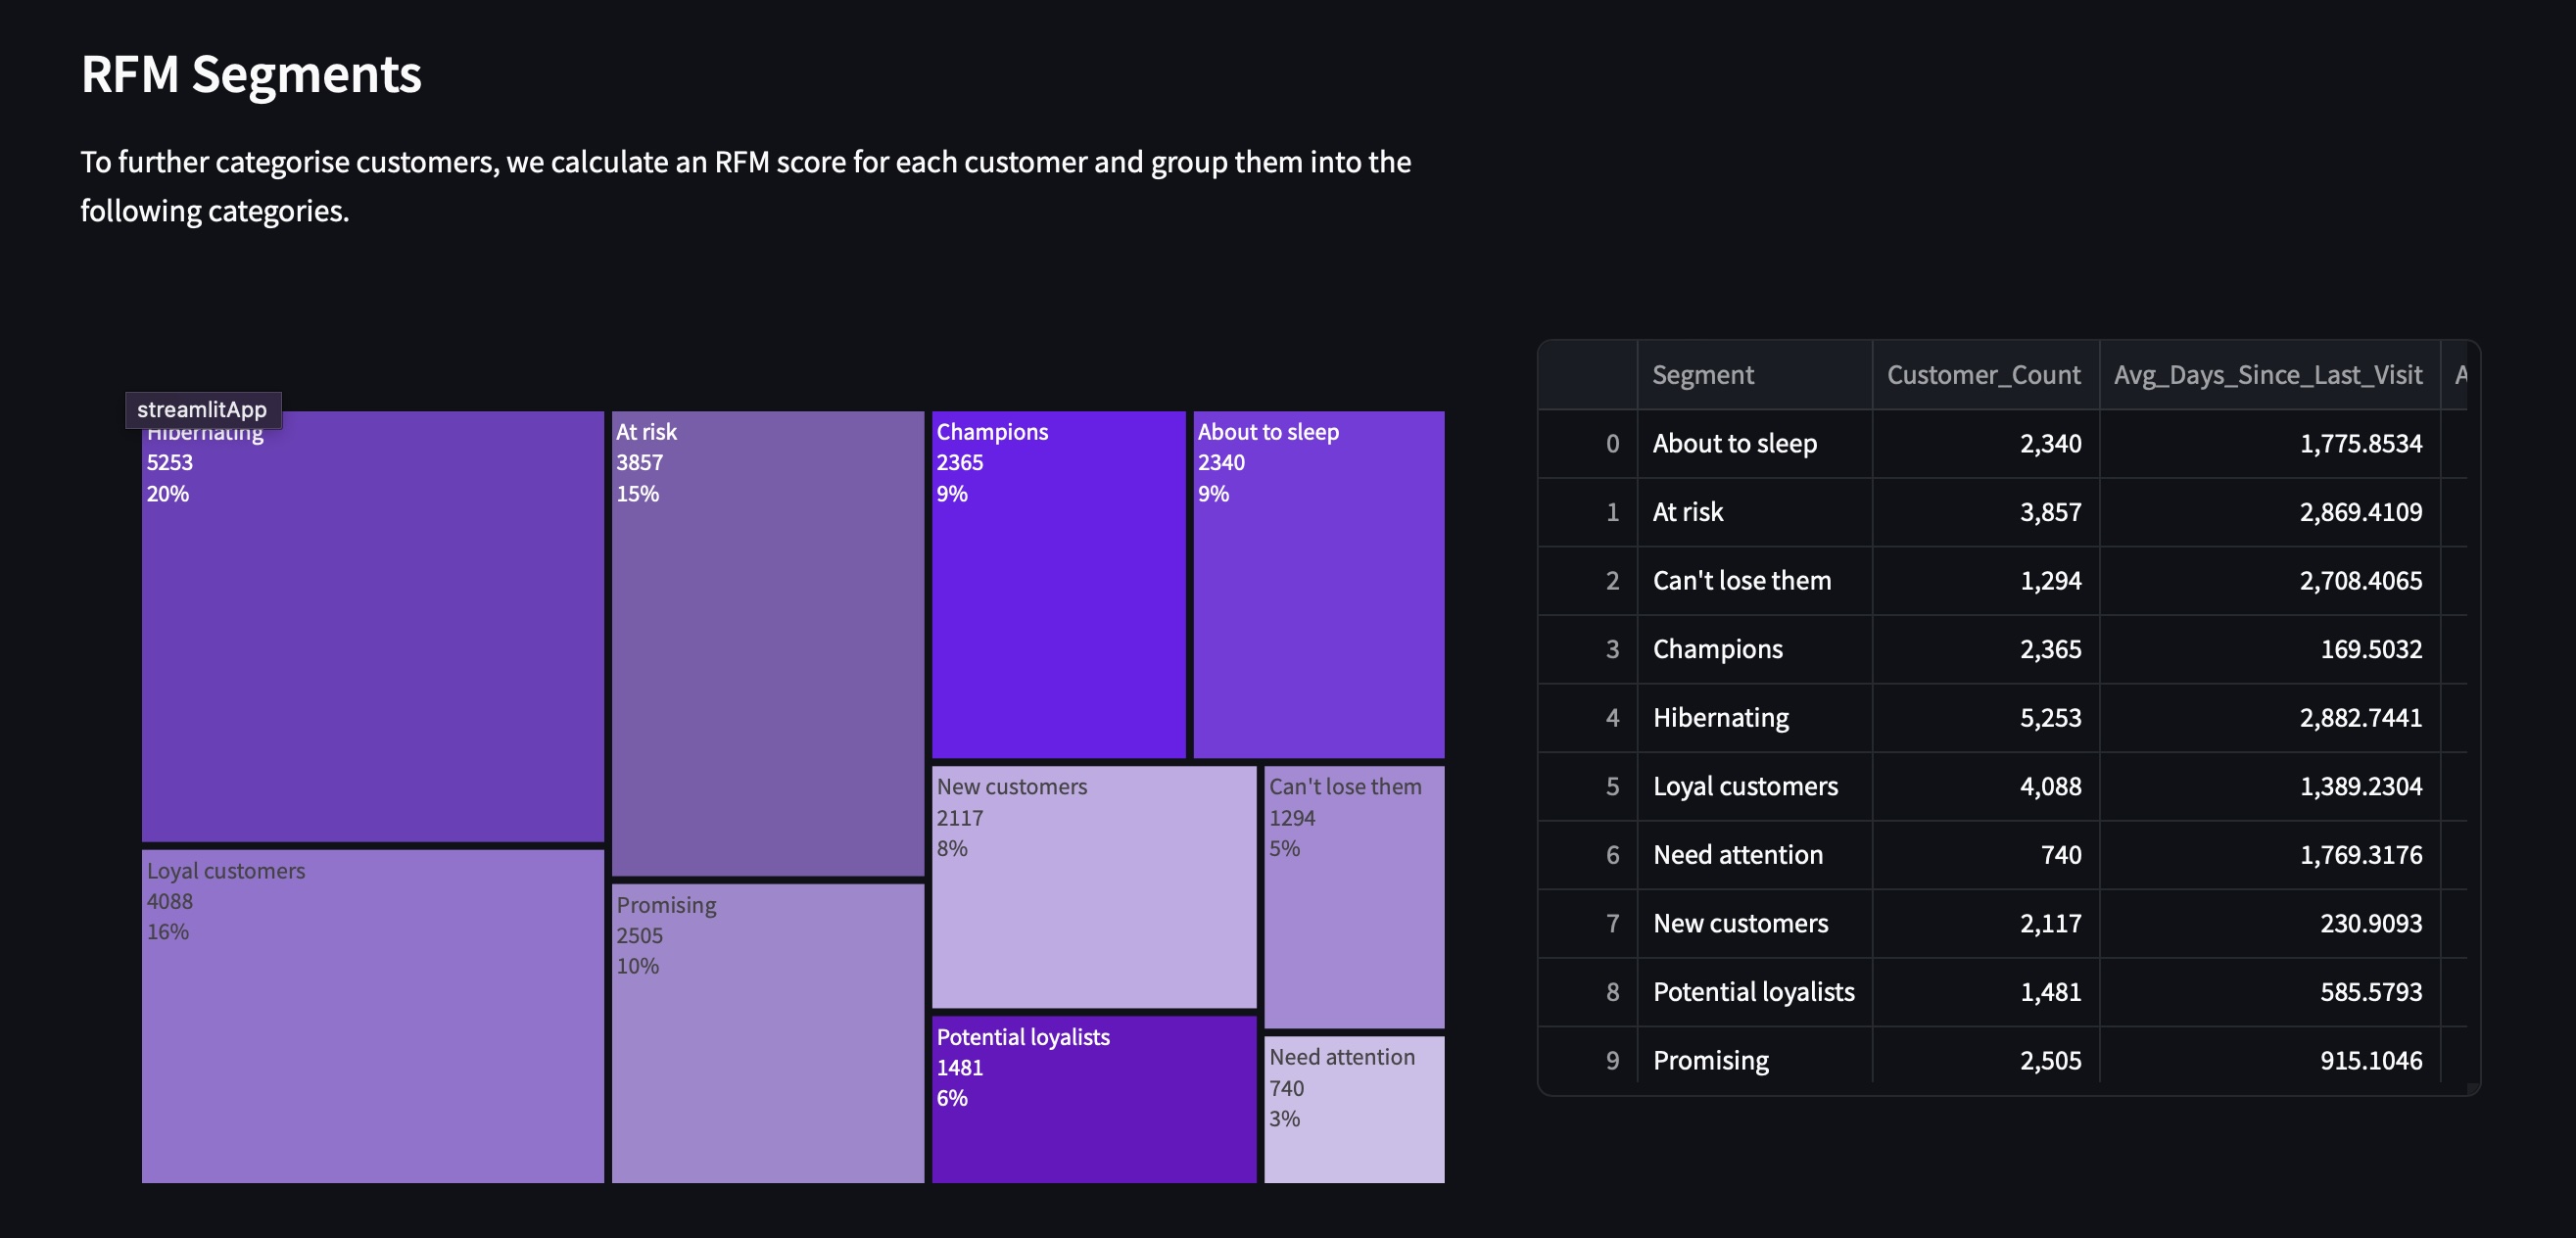 RFM Segments
To further categorise customers, we calculate an RFM score for each customer and group them into the
following categories.
streamlitApp
Hibernating
5253
20%
Loyal customers
4088
16%
At risk
3857
15%
Promising
2505
10%
Champions
2365
9%
About to sleep
2340
9%
New customers
2117
8%
Can't lose them
1294
5%
Potential loyalists
1481
6%
Need attention
740
3%
Segment Customer_Count Avg_Days_Since_Last_Visit A
0 About to sleep 2,340 1,775.8534
1 At risk 3,857 2,869.4109
2 Can't lose them 1,294 2,708.4065
3 Champions 2,365 169.5032
4 Hibernating 5,253 2,882.7441
5 Loyal customers 4,088 1,389.2304
6 Need attention 740 1,769.3176
7 New customers 2,117 230.9093
8 Potential loyalists 1,481 585.5793
9 Promising 2,505 915.1046